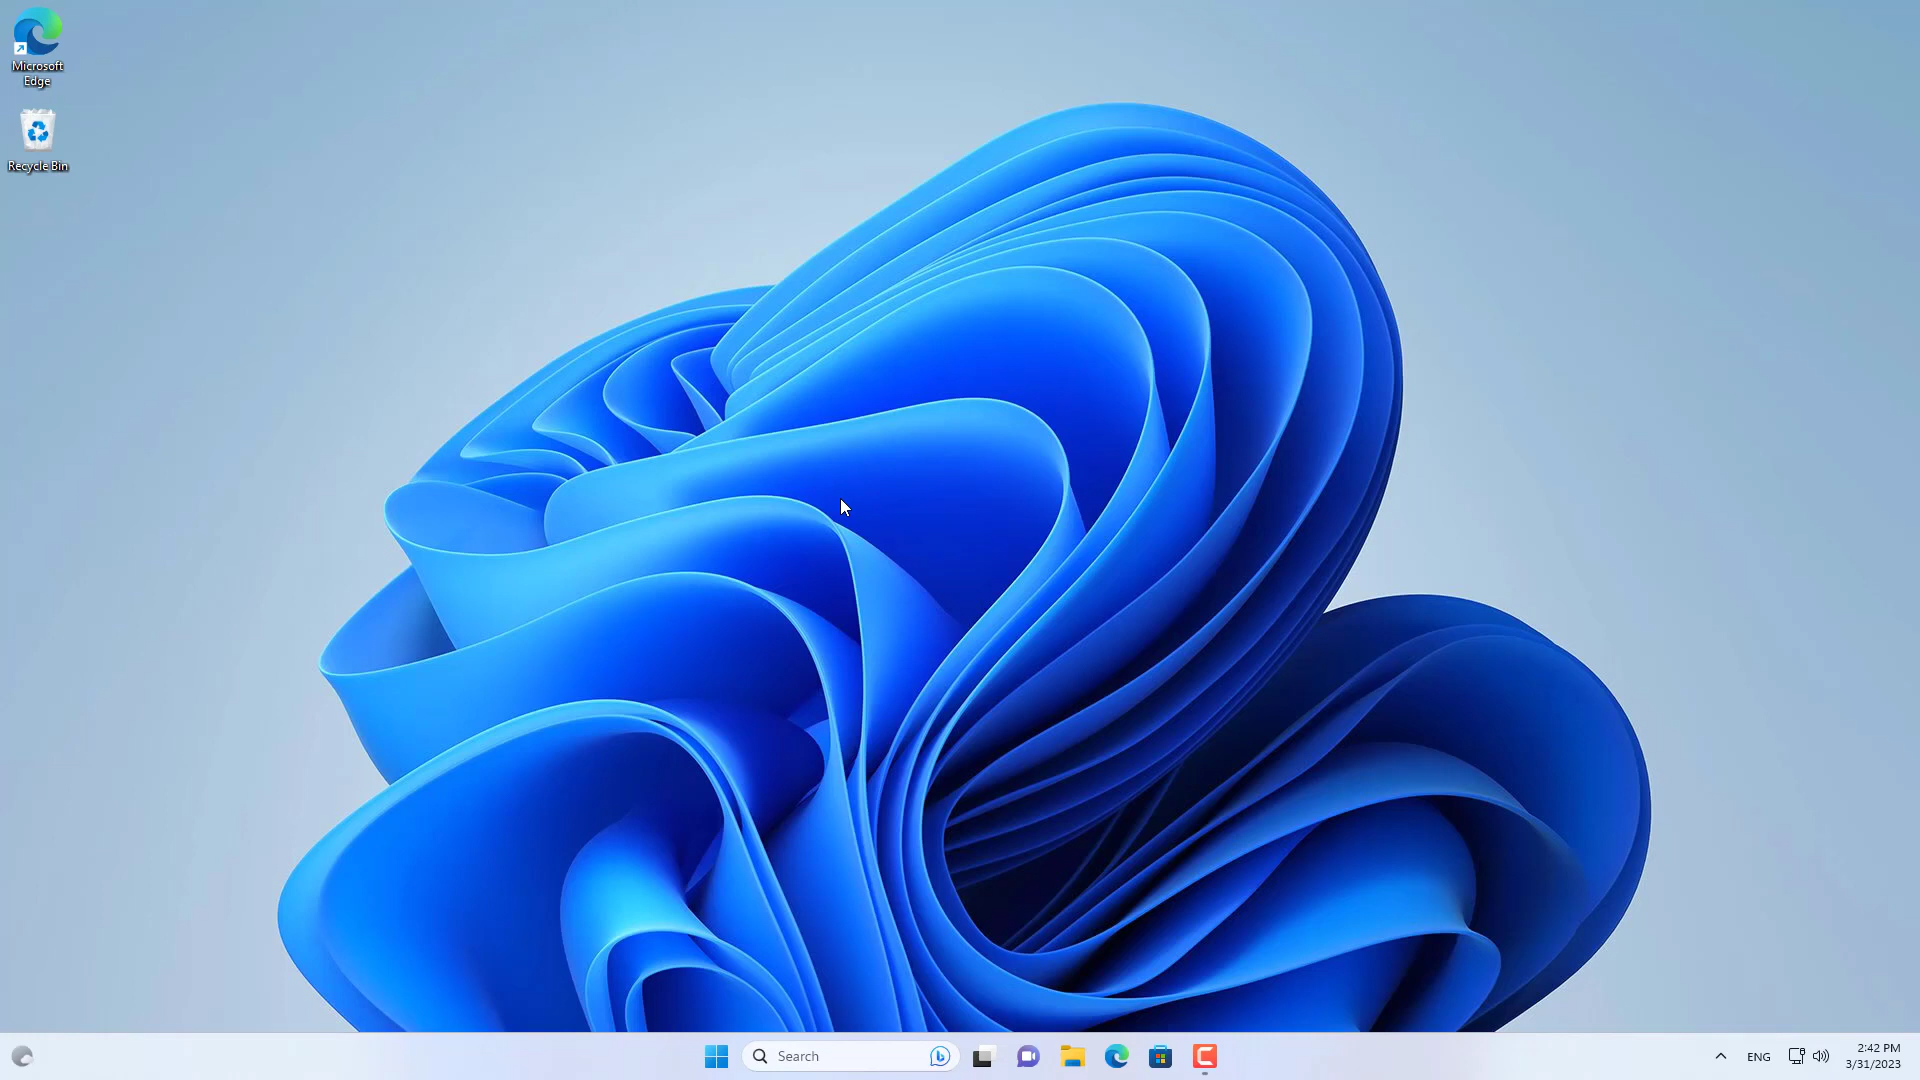 Microsoft
Edge
Recycle Bin
Search
ENG
2:42 PM
3/31/2023